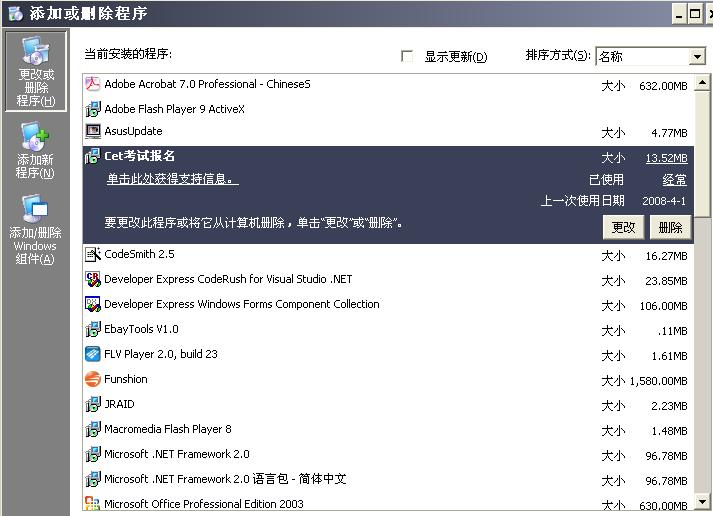 添加或删除程序
更改或
删除
程序(H)
添加新
程序(N)
添加/删除
Windows
组件(A)
当前安装的程序:
显示更新(D)
排序方式(S): 名称
Adobe Acrobat 7.0 Professional - ChineseS 大小 632.00MB
Adobe Flash Player 9 ActiveX
AsusUpdate 大小 4.77MB
Cet考试报名 大小 13.52MB
单击此处获得支持信息。 已使用 经常
上一次使用日期 2008-4-1
要更改此程序或将它从计算机删除，单击“更改”或“删除”。 更改 删除
CodeSmith 2.5 大小 16.27MB
Developer Express CodeRush for Visual Studio .NET 大小 23.85MB
Developer Express Windows Forms Component Collection 大小 106.00MB
EbayTools V1.0 大小 .11MB
FLV Player 2.0, build 23 大小 1.61MB
Funshion 大小 1,580.00MB
JRAID 大小 2.23MB
Macromedia Flash Player 8 大小 1.48MB
Microsoft .NET Framework 2.0 大小 96.78MB
Microsoft .NET Framework 2.0 语言包 - 简体中文 大小 96.78MB
Microsoft Office Professional Edition 2003 大小 630.00MB